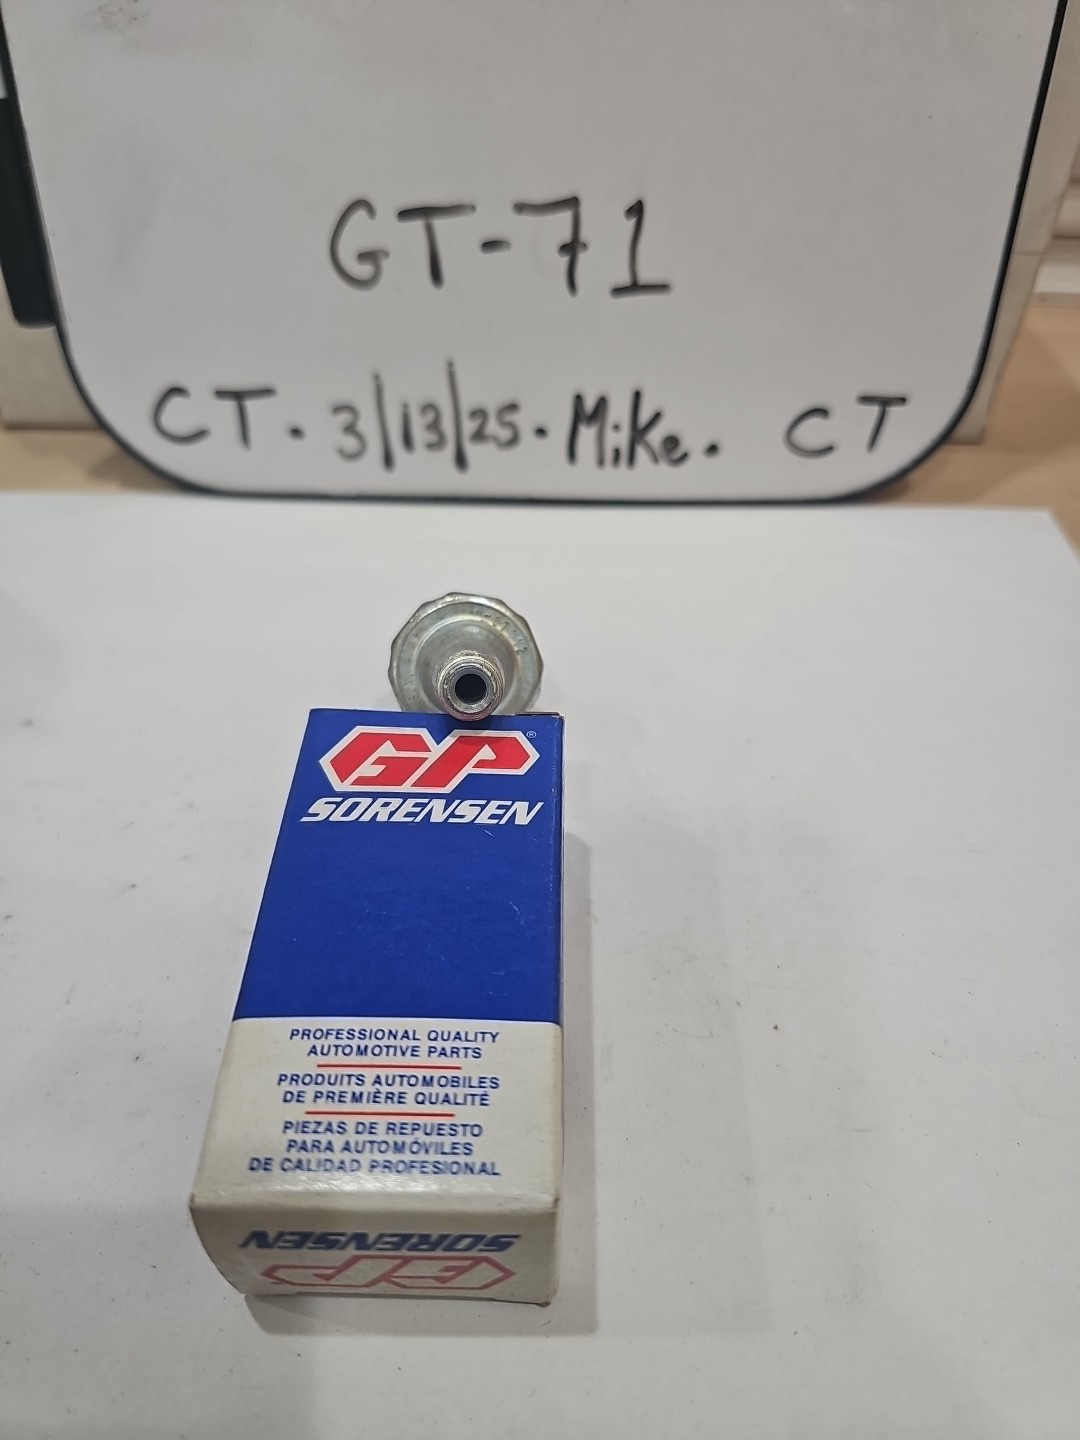 GT-71
CT. 3/13/25. Mike. CT
GP®
SORENSEN
PROFESSIONAL QUALITY
AUTOMOTIVE PARTS
PRODUITS AUTOMOBILES
DE PREMIÈRE QUALITÉ
PIEZAS DE REPUESTO
PARA AUTOMÓVILES
DE CALIDAD PROFESIONAL
SORENSEN
GP